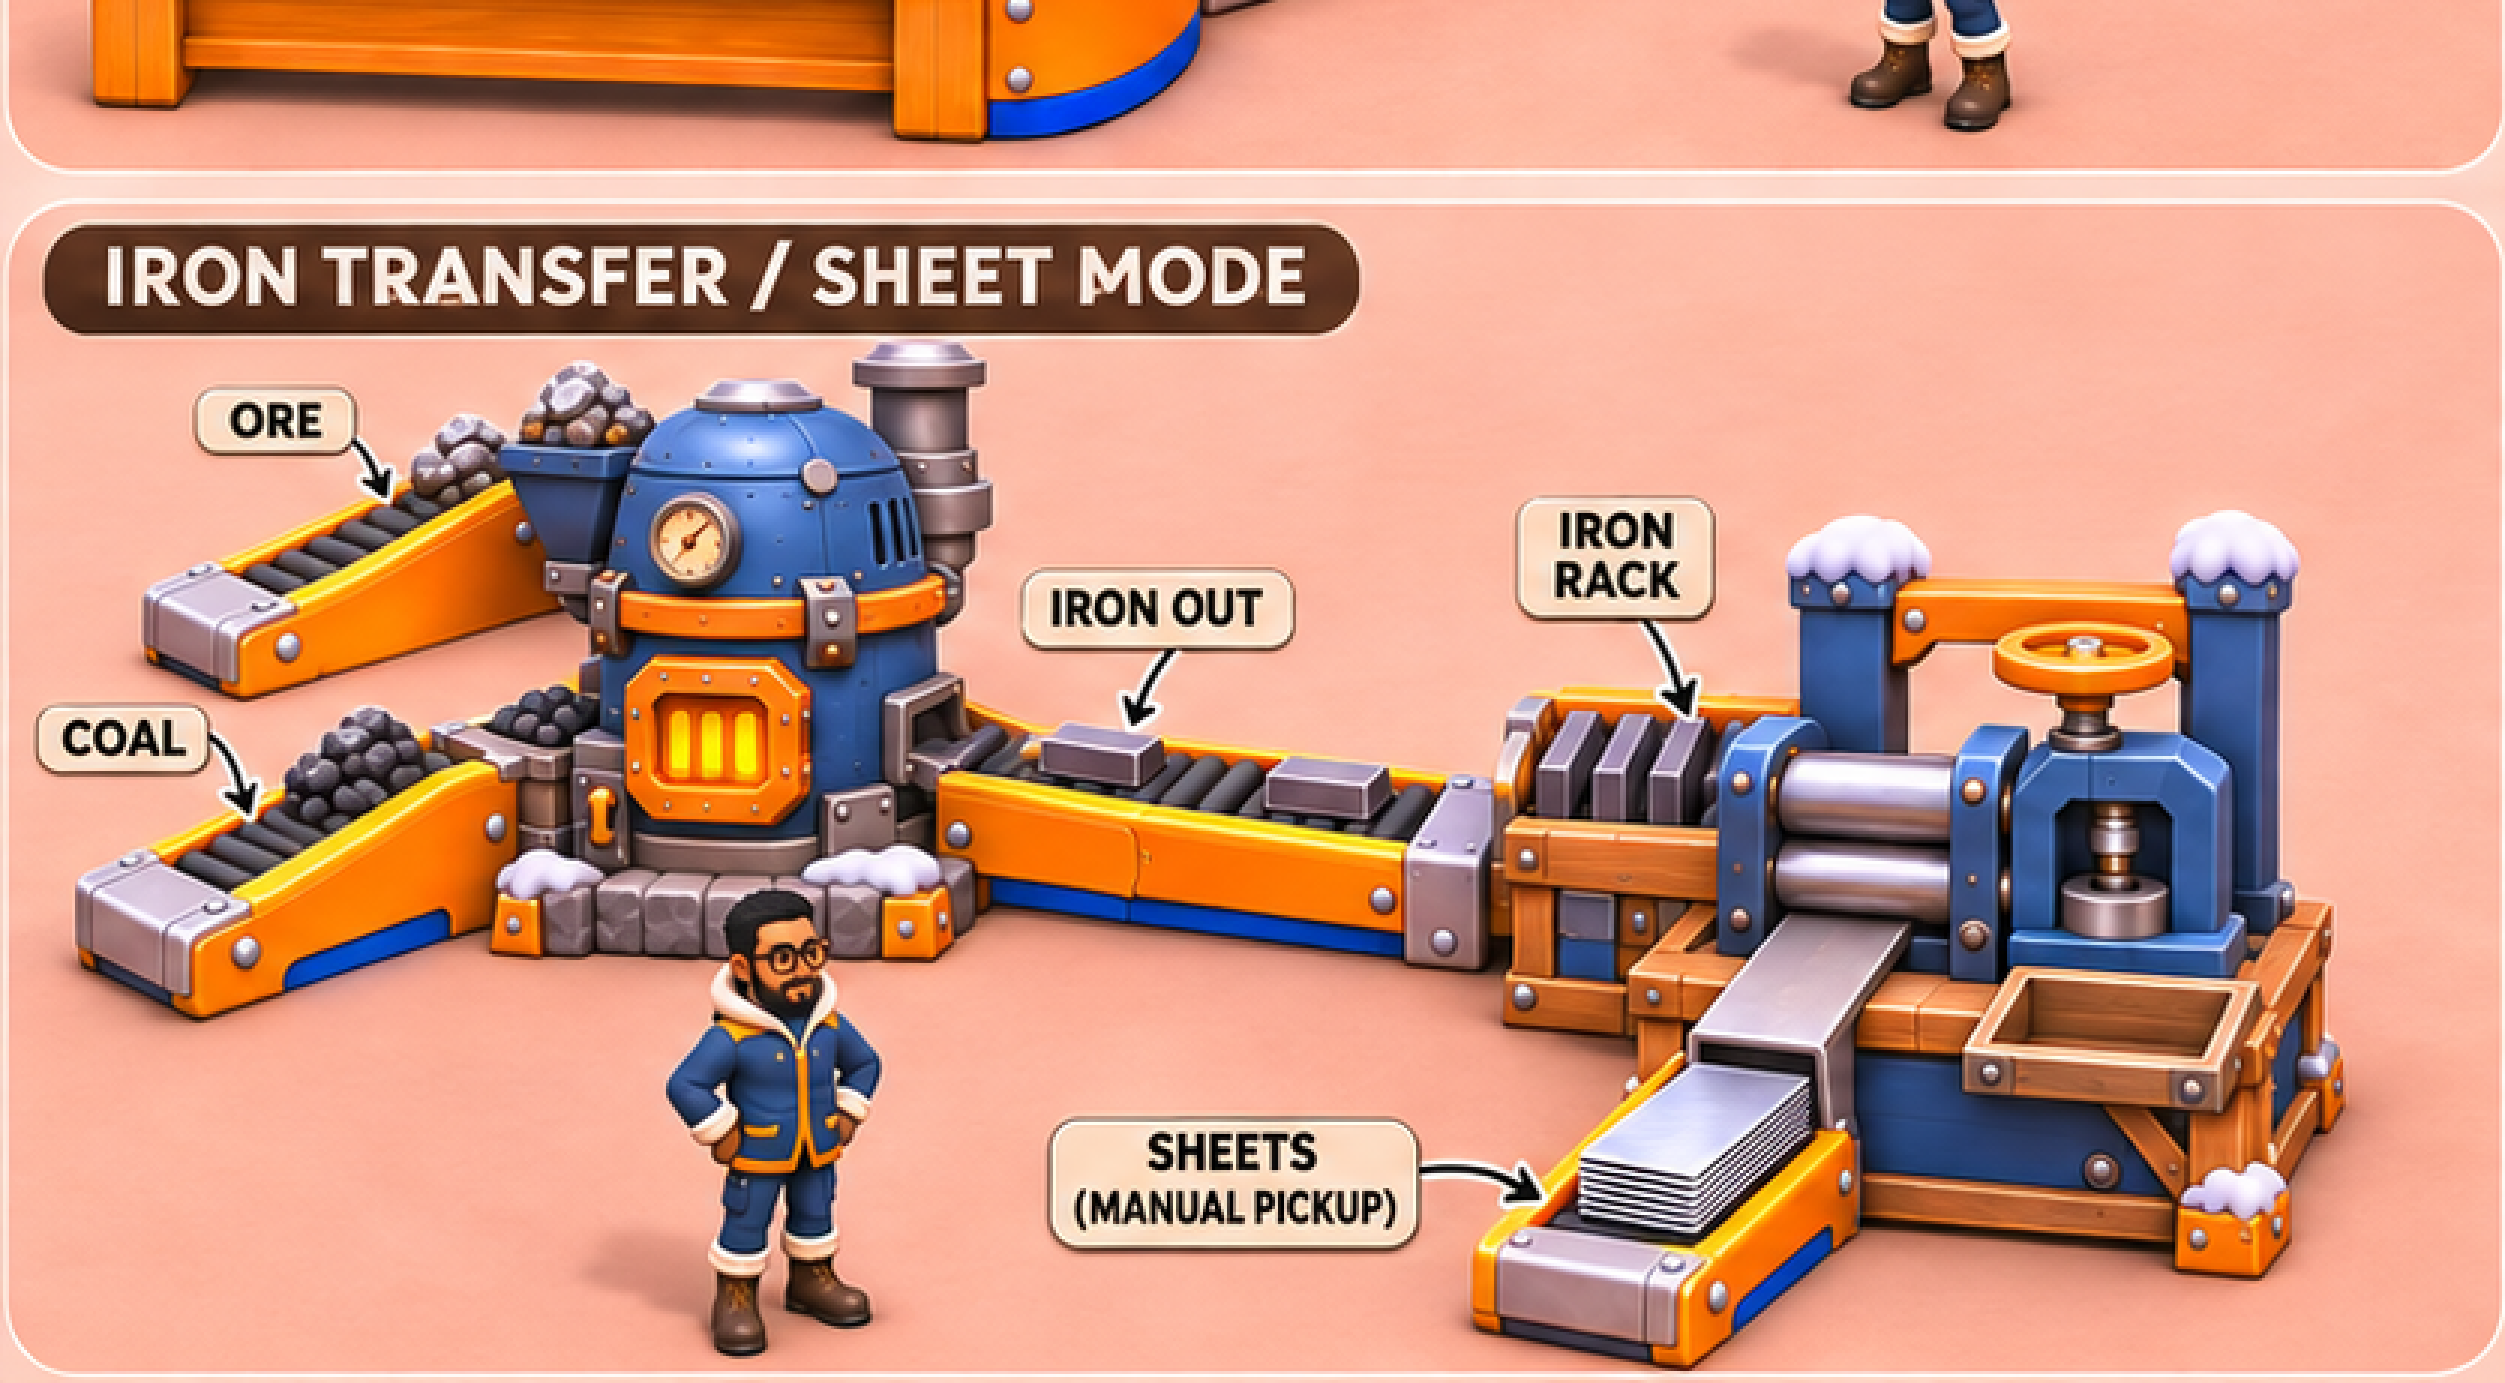 IRON TRANSFER / SHEET MODE
ORE
COAL
IRON OUT
IRON
RACK
SHEETS
(MANUAL PICKUP)